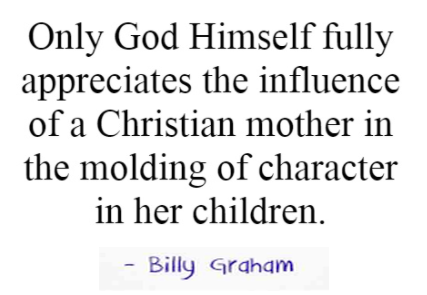 Only God Himself fully
appreciates the influence
of a Christian mother in
the molding of character
in her children.
- Billy Graham